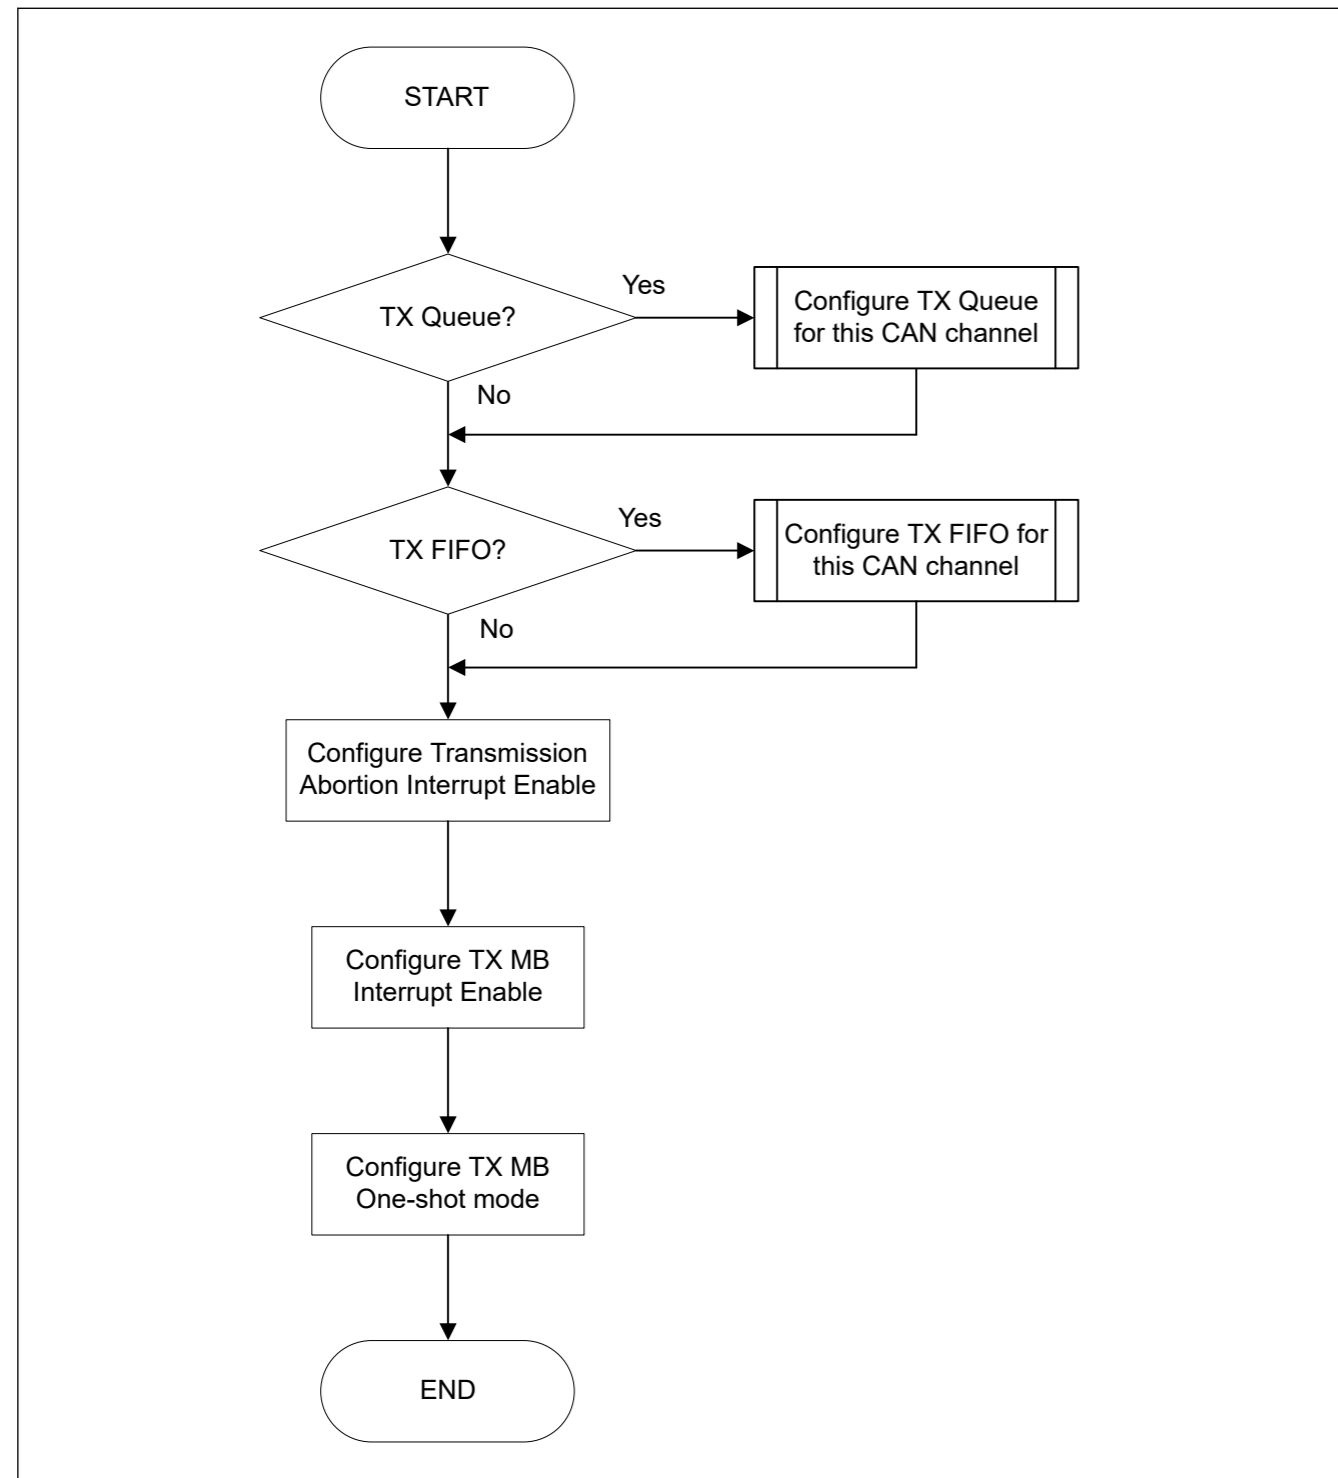 START
TX Queue?
Yes
Configure TX Queue
for this CAN channel
No
TX FIFO?
Yes
Configure TX FIFO for
this CAN channel
No
Configure Transmission
Abortion Interrupt Enable
Configure TX MB
Interrupt Enable
Configure TX MB
One-shot mode
END